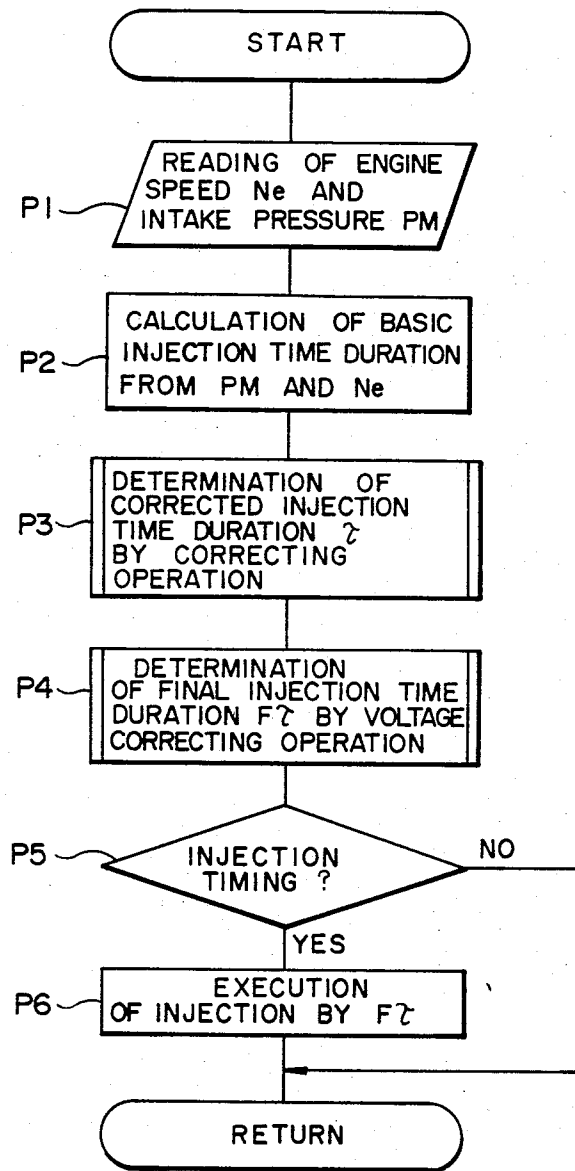 START
P1
READING OF ENGINE
SPEED Ne AND
INTAKE PRESSURE PM
P2
CALCULATION OF BASIC
INJECTION TIME DURATION
FROM PM AND Ne
P3
DETERMINATION OF
CORRECTED INJECTION
TIME DURATION τ
BY CORRECTING
OPERATION
P4
DETERMINATION
OF FINAL INJECTION TIME
DURATION Fτ BY VOLTAGE
CORRECTING OPERATION
P5
INJECTION
TIMING ?
NO
YES
P6
EXECUTION
OF INJECTION BY Fτ
RETURN